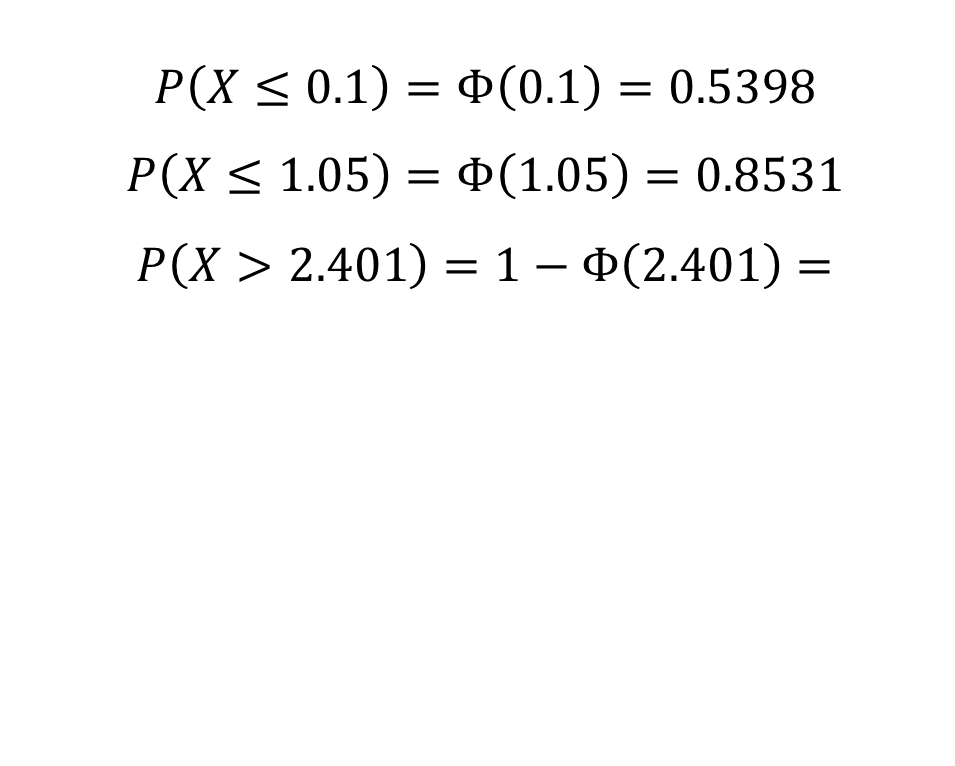 P(X ≤ 0.1) = Φ(0.1) = 0.5398
P(X ≤ 1.05) = Φ(1.05) = 0.8531
P(X > 2.401) = 1 − Φ(2.401) =